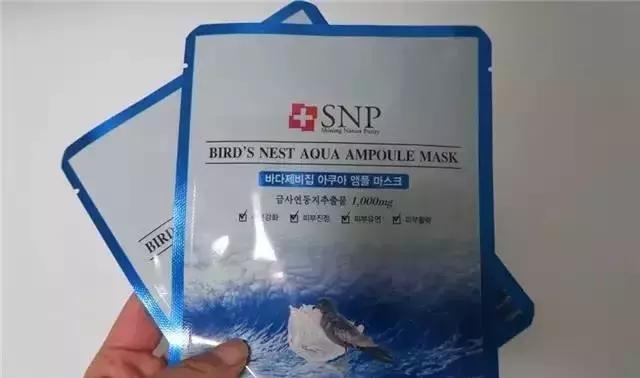 SNP
Shining Nature Purity
BIRD'S NEST AQUA AMPOULE MASK
바다제비집 아쿠아 앰플 마스크
금사연둥지추출물 1,000mg
피부진정 피부유연 피부활력
BIRD'